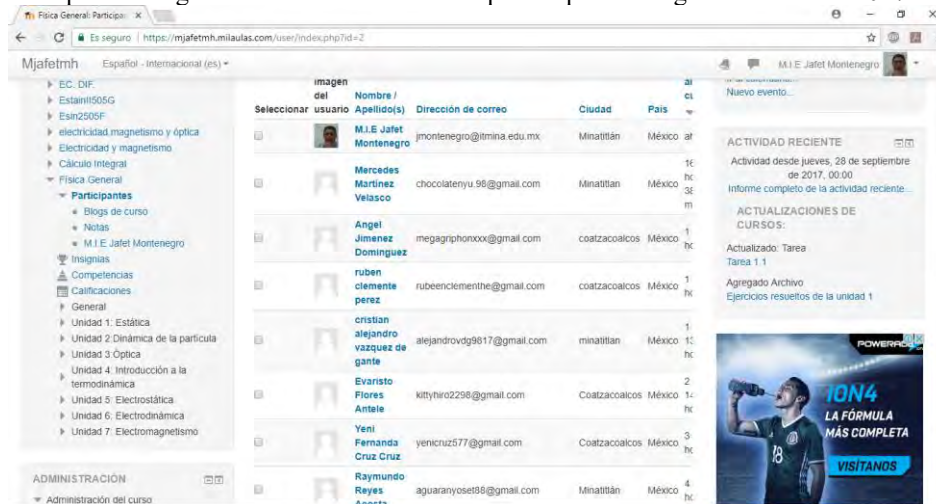 Física General: Participa
Es seguro
https://mjafetmh.milaulas.com/user/index.php?id=2
Mjafetmh
Español - Internacional (es)
M.I.E Jafet Montenegro
EC. DIF.
EstainII505G
Esin2505F
electricidad magnetismo y óptica
Electricidad y magnetismo
Cálculo Integral
Física General
Participantes
Blogs de curso
Notas
M.I.E Jafet Montenegro
Insignias
Competencias
Calificaciones
General
Unidad 1: Estática
Unidad 2:Dinámica de la partícula
Unidad 3:Óptica
Unidad 4: Introducción a la
termodinámica
Unidad 5: Electrostática
Unidad 6: Electrodinámica
Unidad 7: Electromagnetismo
ADMINISTRACIÓN
Administración del curso
Imagen
del Nombre /
Seleccionar usuario Apellido(s) Dirección de correo Ciudad País
M.I.E Jafet
Montenegro
jmontenegro@itmina.edu.mx Minatitlán México
Mercedes
Martinez
Velasco
chocolatenyu.98@gmail.com Minatitlan México
Angel
Jimenez
Dominguez
megagriphonxxx@gmail.com coatzacoalcos México
ruben
clemente
perez
rubeenclementhe@gmail.com coatzacoalcos México
cristian
alejandro
vazquez de
gante
alejandrovdg9817@gmail.com minatitlan México
Evaristo
Flores
Antele
kittyhiro2298@gmail.com Coatzacoalcos México
Yeni
Fernanda
Cruz Cruz
yenicruz577@gmail.com Coatzacoalcos México
Raymundo
Reyes
aguaranyoset88@gmail.com Minatitlán México
Nuevo evento...
ACTIVIDAD RECIENTE
Actividad desde jueves, 28 de septiembre
de 2017, 00:00
Informe completo de la actividad reciente...
ACTUALIZACIONES DE
CURSOS:
Actualizado: Tarea
Tarea 1.1
Agregado Archivo
Ejercicios resueltos de la unidad 1
POWERADE
ION4
LA FÓRMULA
MÁS COMPLETA
VISÍTANOS
18